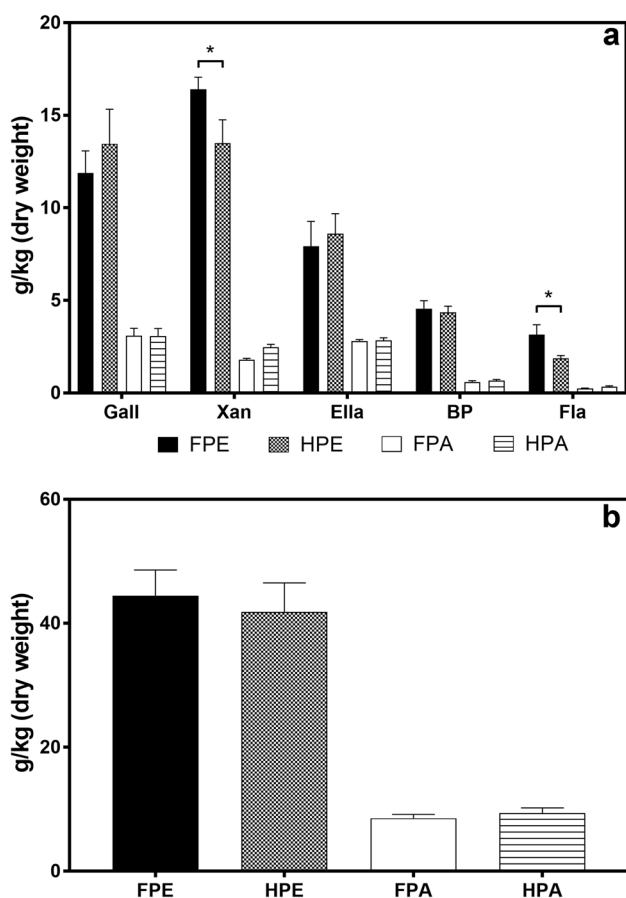 a
g/kg (dry weight)
20
15
10
5
0
*
*
Gall Xan Ella BP Fla
FPE HPE FPA HPA
b
g/kg (dry weight)
60
40
20
0
FPE HPE FPA HPA